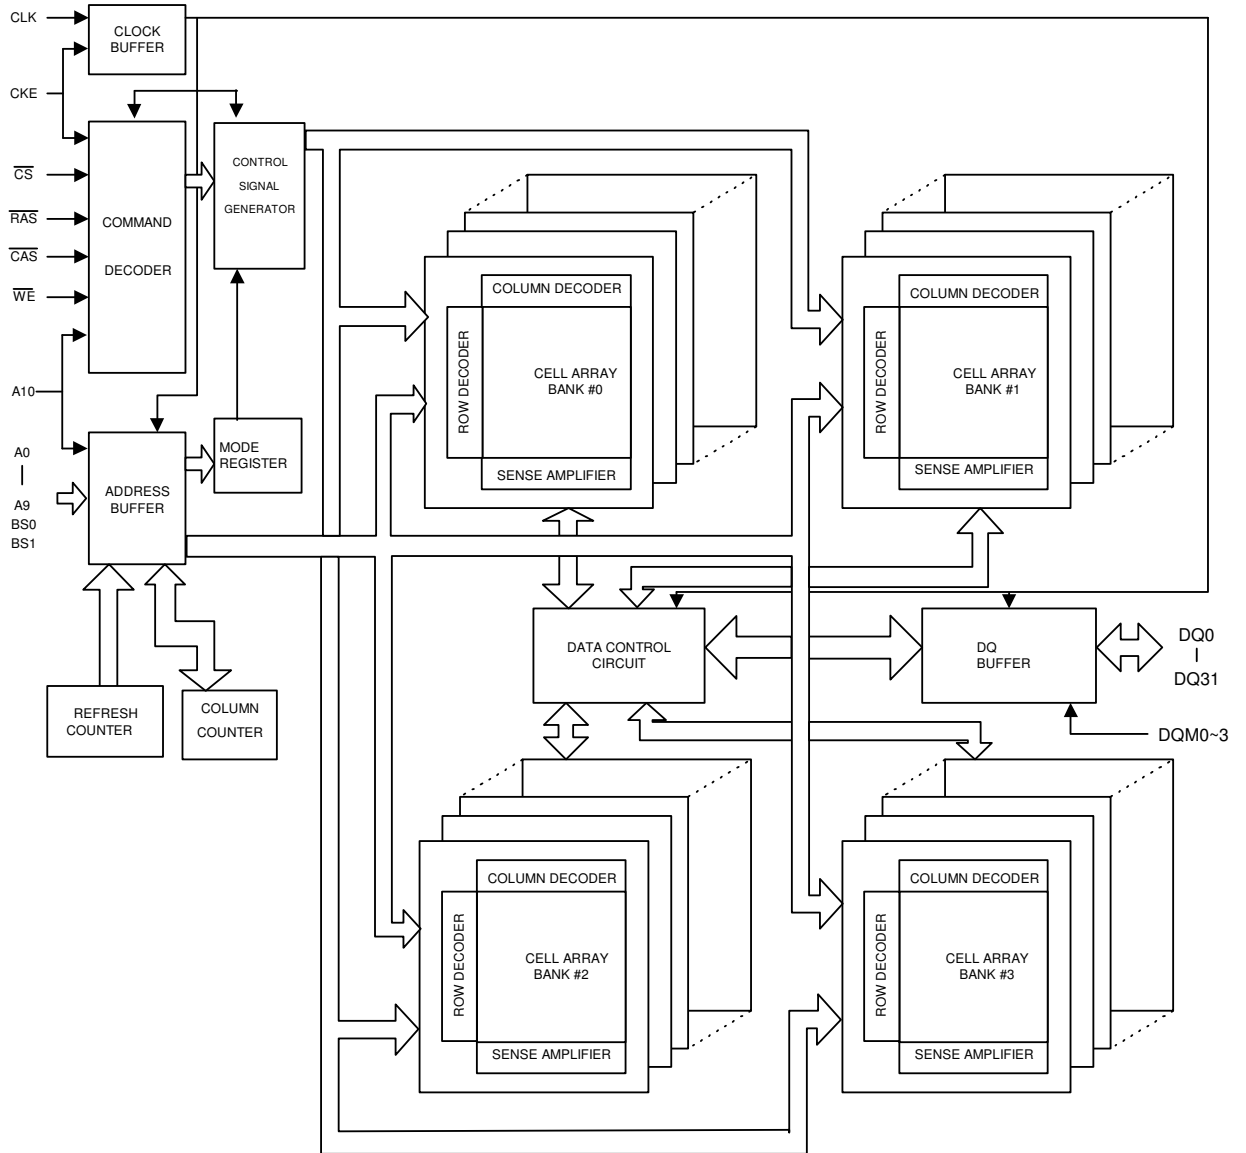 CLK
CLOCK
BUFFER
CKE
CS
RAS
CAS
WE
COMMAND
DECODER
CONTROL
SIGNAL
GENERATOR
A10
A0
A9
BS0
BS1
ADDRESS
BUFFER
MODE
REGISTER
REFRESH
COUNTER
COLUMN
COUNTER
COLUMN DECODER
ROW DECODER
CELL ARRAY
BANK #0
SENSE AMPLIFIER
COLUMN DECODER
ROW DECODER
CELL ARRAY
BANK #1
SENSE AMPLIFIER
DATA CONTROL
CIRCUIT
DQ
BUFFER
DQ0
DQ31
DQM0~3
COLUMN DECODER
ROW DECODER
CELL ARRAY
BANK #2
SENSE AMPLIFIER
COLUMN DECODER
ROW DECODER
CELL ARRAY
BANK #3
SENSE AMPLIFIER